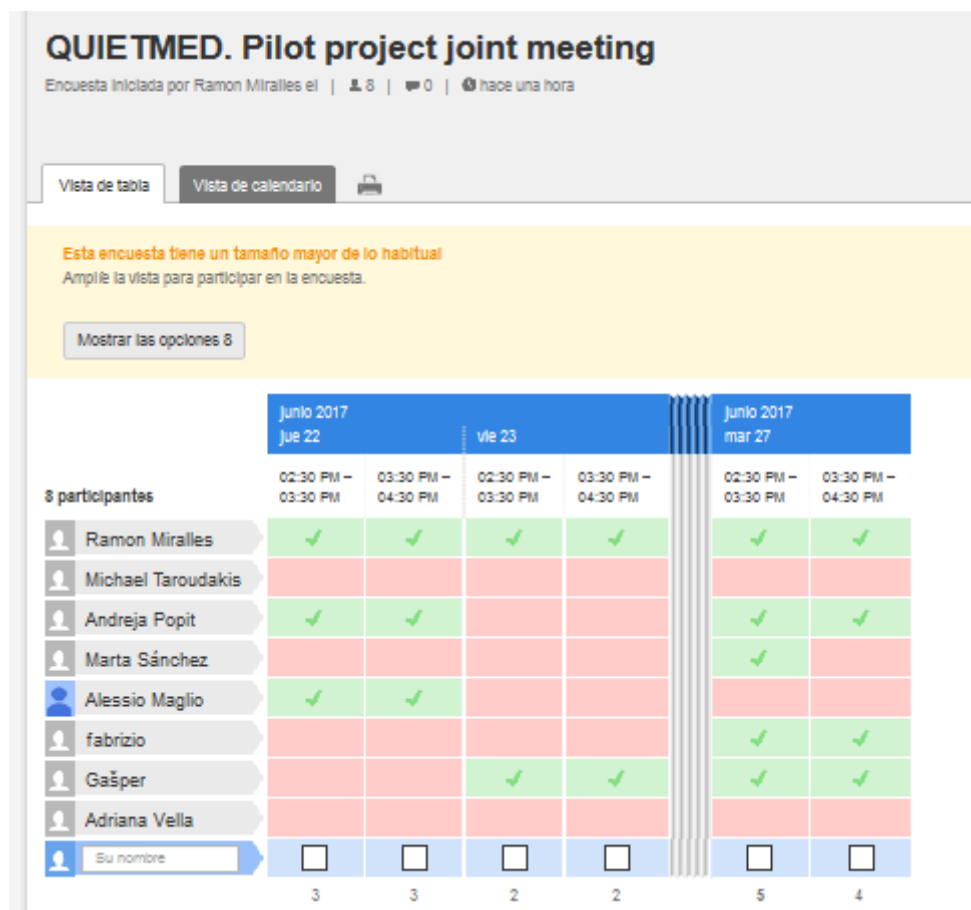 QUIETMED. Pilot project joint meeting
Encuesta iniciada por Ramon Miralles el | 8 | 0 | hace una hora
Vista de tabla Vista de calendario
Esta encuesta tiene un tamaño mayor de lo habitual
Amplíe la vista para participar en la encuesta.
Mostrar las opciones 8
junio 2017 junio 2017
jue 22 vie 23 mar 27
8 participantes
02:30 PM – 03:30 PM – 02:30 PM – 03:30 PM – 02:30 PM – 03:30 PM –
03:30 PM 04:30 PM 03:30 PM 04:30 PM 03:30 PM 04:30 PM
Ramon Miralles
Michael Taroudakis
Andreja Popit
Marta Sánchez
Alessio Maglio
fabrizio
Gašper
Adriana Vella
Su nombre
3 3 2 2 5 4